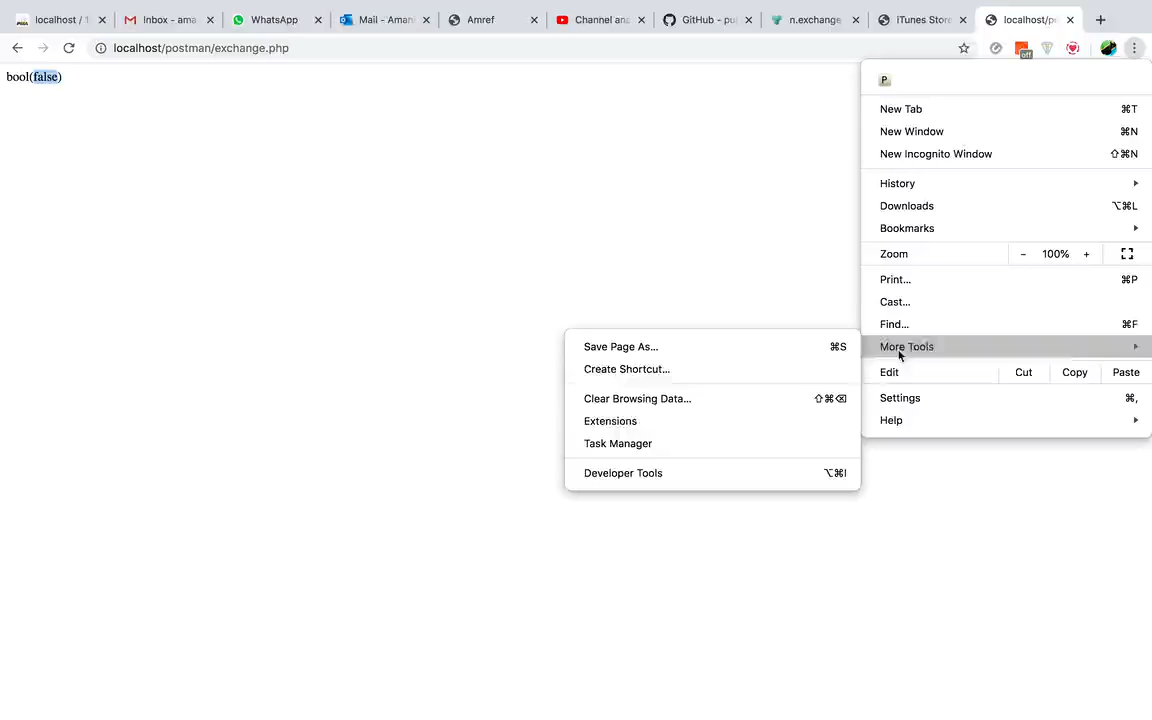 localhost / 1
Inbox - ama
WhatsApp
Mail - Aman
Amref
Channel ana
GitHub - pu
n.exchange
iTunes Store
localhost/po
localhost/postman/exchange.php
off
bool(false)
P
New Tab ⌘T
New Window ⌘N
New Incognito Window ⇧⌘N
History
Downloads ⌥⌘L
Bookmarks
Zoom - 100% +
Print... ⌘P
Cast...
Find... ⌘F
More Tools
Edit Cut Copy Paste
Settings ⌘,
Help
Save Page As... ⌘S
Create Shortcut...
Clear Browsing Data... ⇧⌘⌫
Extensions
Task Manager
Developer Tools ⌥⌘I